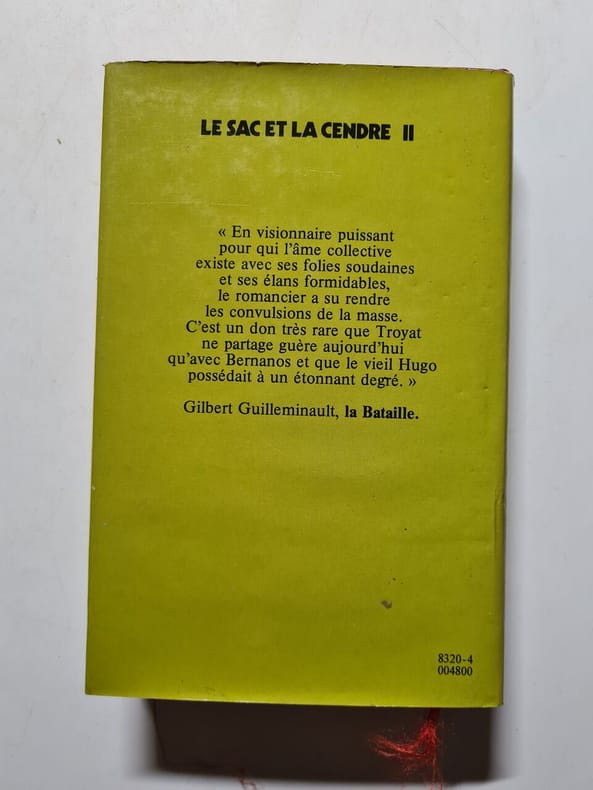 LE SAC ET LA CENDRE II
« En visionnaire puissant
pour qui l'âme collective
existe avec ses folies soudaines
et ses élans formidables,
le romancier a su rendre
les convulsions de la masse.
C'est un don très rare que Troyat
ne partage guère aujourd'hui
qu'avec Bernanos et que le vieil Hugo
possédait à un étonnant degré. »
Gilbert Guilleminault, la Bataille.
8320-4
004800